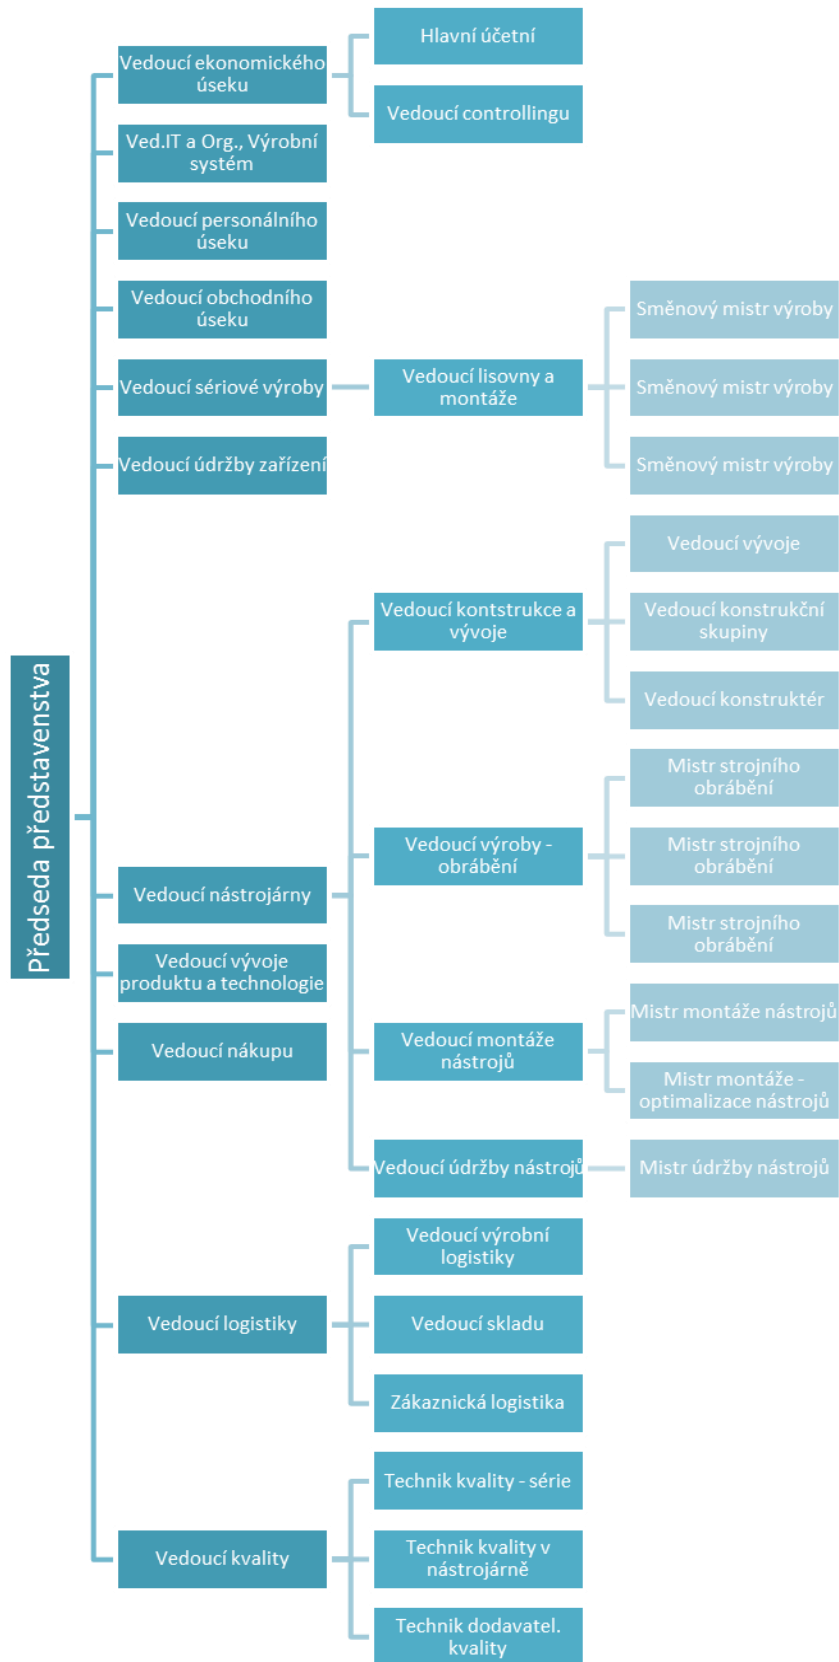 Předseda představenstva
Vedoucí ekonomického
úseku
Hlavní účetní
Vedoucí controllingu
Ved.IT a Org., Výrobní
systém
Vedoucí personálního
úseku
Vedoucí obchodního
úseku
Vedoucí sériové výroby
Vedoucí lisovny a
montáže
Směnový mistr výroby
Směnový mistr výroby
Směnový mistr výroby
Vedoucí údržby zařízení
Vedoucí nástrojárny
Vedoucí kontstrukce a
vývoje
Vedoucí vývoje
Vedoucí konstrukční
skupiny
Vedoucí konstruktér
Vedoucí výroby -
obrábění
Mistr strojního
obrábění
Mistr strojního
obrábění
Mistr strojního
obrábění
Vedoucí montáže
nástrojů
Mistr montáže nástrojů
Mistr montáže -
optimalizace nástrojů
Vedoucí údržby nástrojů
Mistr údržby nástrojů
Vedoucí vývoje
produktu a technologie
Vedoucí nákupu
Vedoucí logistiky
Vedoucí výrobní
logistiky
Vedoucí skladu
Zákaznická logistika
Vedoucí kvality
Technik kvality - série
Technik kvality v
nástrojárně
Technik dodavatel.
kvality